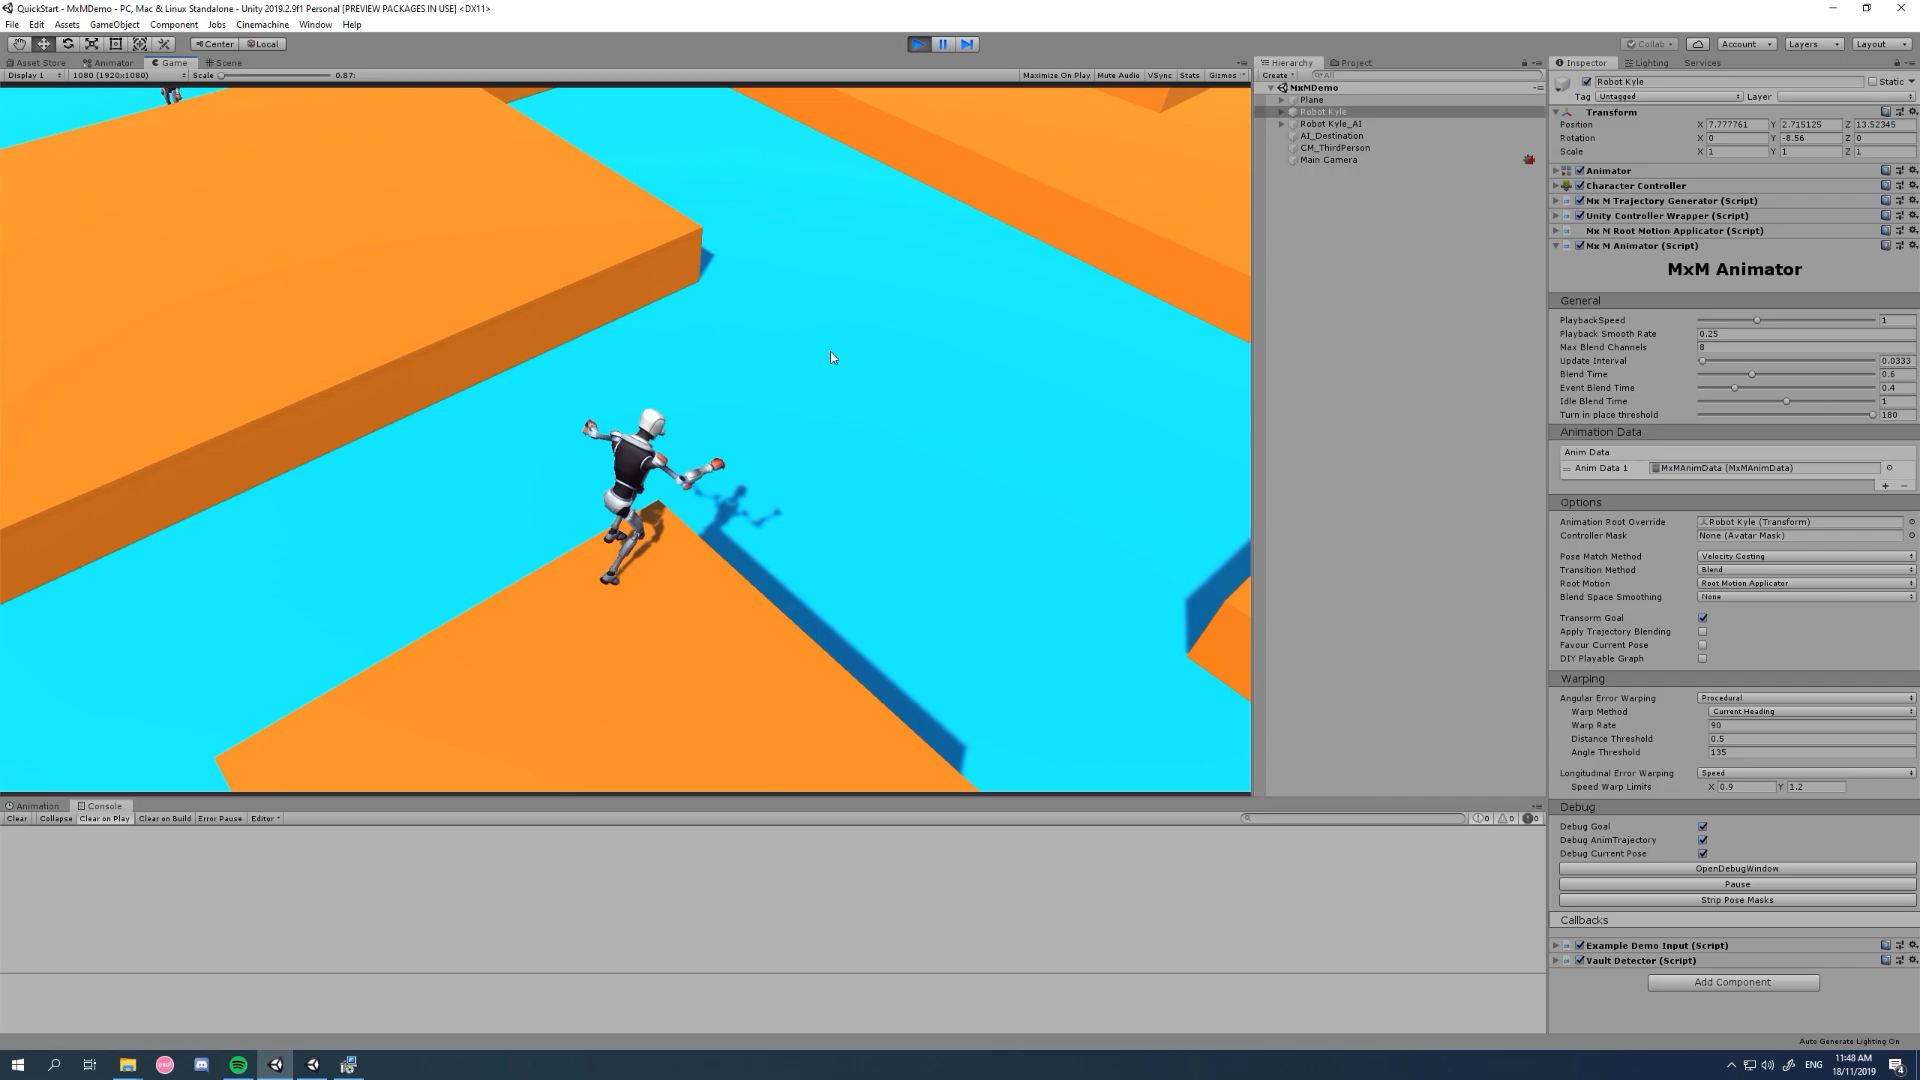 QuickStart - MxMDemo - PC, Mac & Linux Standalone - Unity 2019.2.9f1 Personal [PREVIEW PACKAGES IN USE] <DX11>
File Edit Assets GameObject Component Jobs Cinemachine Window Help
Center Local Collab Account Layers Layout
Asset Store Animator Game Scene
Display 1 1080 (1920x1080) Scale 0.87: Maximize On Play Mute Audio VSync Stats Gizmos
Hierarchy Project
Create All
MxMDemo
Plane
Robot Kyle
Robot Kyle_AI
AI_Destination
CM_ThirdPerson
Main Camera
Inspector Lighting Services
Robot Kyle Static
Tag Untagged Layer
Transform
Position X 7.777761 Y 2.715125 Z 13.52345
Rotation X 0 Y -8.56 Z 0
Scale X 1 Y 1 Z 1
Animator
Character Controller
Mx M Trajectory Generator (Script)
Unity Controller Wrapper (Script)
Mx M Root Motion Applicator (Script)
Mx M Animator (Script)
MxM Animator
General
PlaybackSpeed 1
Playback Smooth Rate 0.25
Max Blend Channels 8
Update Interval 0.0333
Blend Time 0.6
Event Blend Time 0.4
Idle Blend Time 1
Turn in place threshold 180
Animation Data
Anim Data
Anim Data 1 MxMAnimData (MxMAnimData)
+ -
Options
Animation Root Override Robot Kyle (Transform)
Controller Mask None (Avatar Mask)
Pose Match Method Velocity Costing
Transition Method Blend
Root Motion Root Motion Applicator
Blend Space Smoothing None
Transorm Goal
Apply Trajectory Blending
Favour Current Pose
DIY Playable Graph
Warping
Angular Error Warping Procedural
Warp Method Current Heading
Warp Rate 90
Distance Threshold 0.5
Angle Threshold 135
Longitudinal Error Warping Speed
Speed Warp Limits X 0.9 Y 1.2
Debug
Debug Goal
Debug AnimTrajectory
Debug Current Pose
OpenDebugWindow
Pause
Strip Pose Masks
Callbacks
Example Demo Input (Script)
Vault Detector (Script)
Add Component
Animation Console
Clear Collapse Clear on Play Clear on Build Error Pause Editor 0 0 0
Auto Generate Lighting On
ENG 11:48 AM
18/11/2019
4